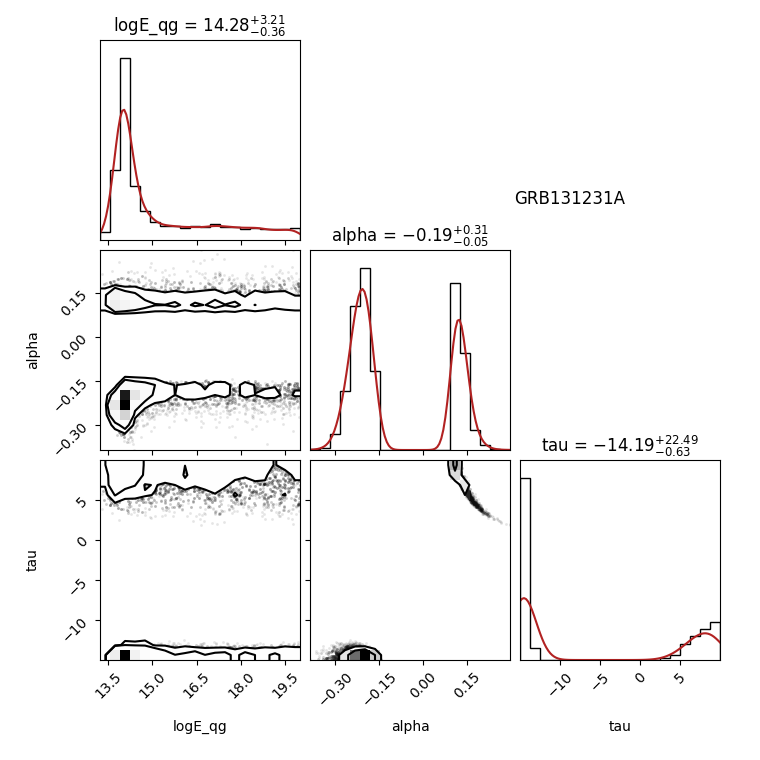 logE_qg = 14.28^{+3.21}_{-0.36}
GRB131231A
alpha = −0.19^{+0.31}_{-0.05}
0.15
0.00
−0.15
−0.30
alpha
tau = −14.19^{+22.49}_{-0.63}
5
0
−5
−10
tau
13.5 15.0 16.5 18.0 19.5
−0.30 −0.15 0.00 0.15
−10 −5 0 5
logE_qg alpha tau